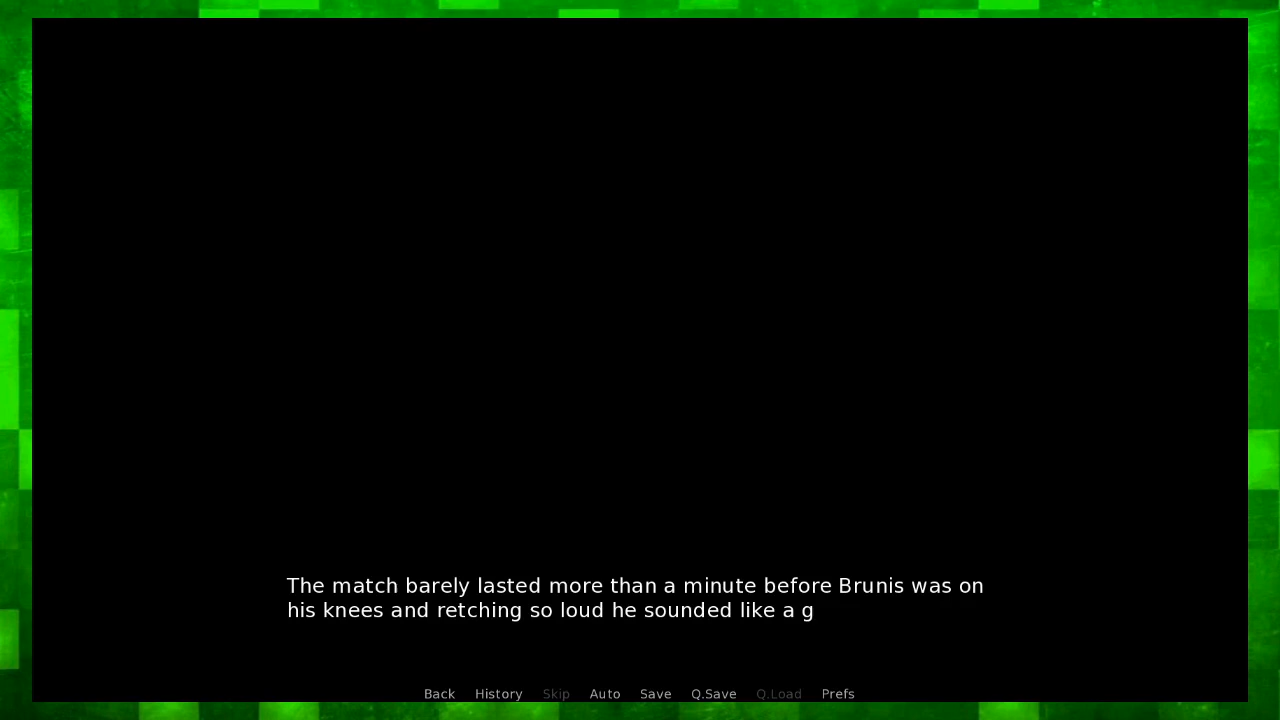 The match barely lasted more than a minute before Brunis was on
his knees and retching so loud he sounded like a g
Back History Skip Auto Save Q.Save Q.Load Prefs